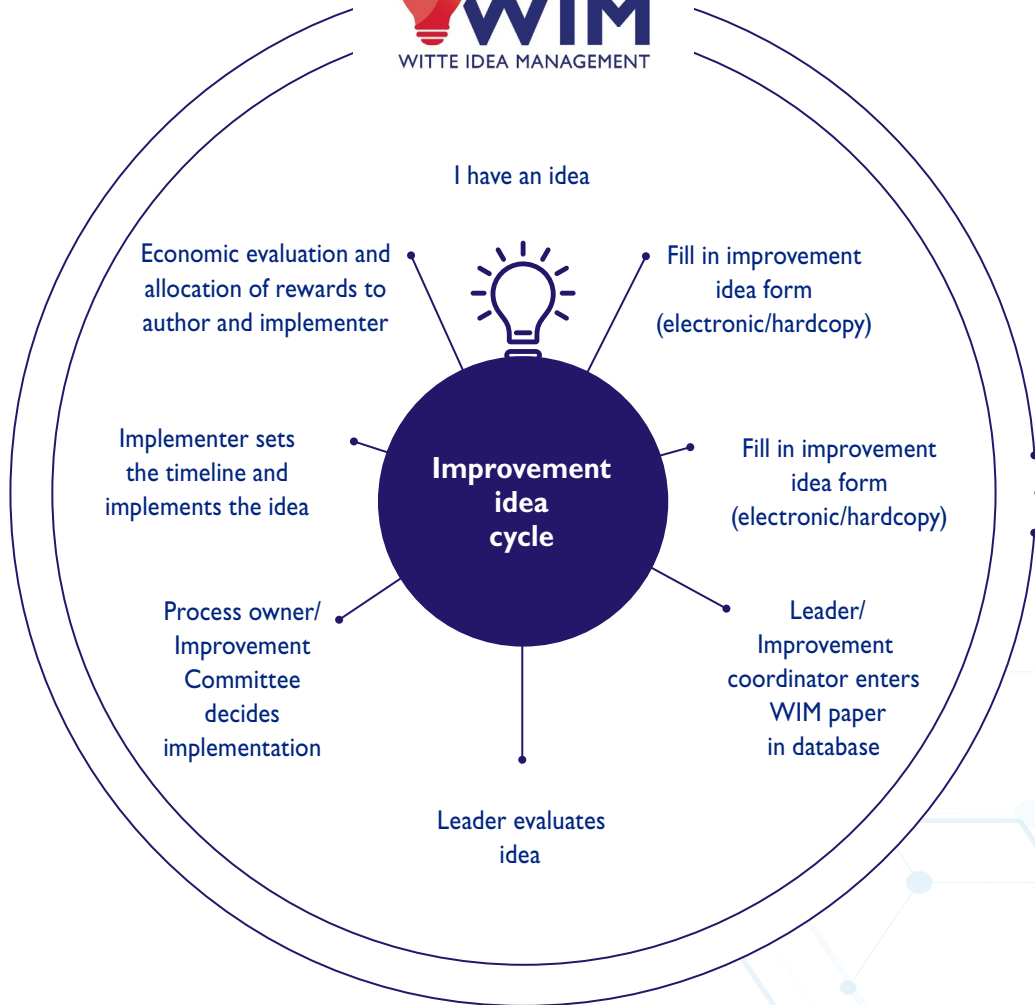 WIM
WITTE IDEA MANAGEMENT
I have an idea
Fill in improvement
idea form
(electronic/hardcopy)
Fill in improvement
idea form
(electronic/hardcopy)
Leader/
Improvement
coordinator enters
WIM paper
in database
Leader evaluates
idea
Process owner/
Improvement
Committee
decides
implementation
Implementer sets
the timeline and
implements the idea
Economic evaluation and
allocation of rewards to
author and implementer
Improvement
idea
cycle